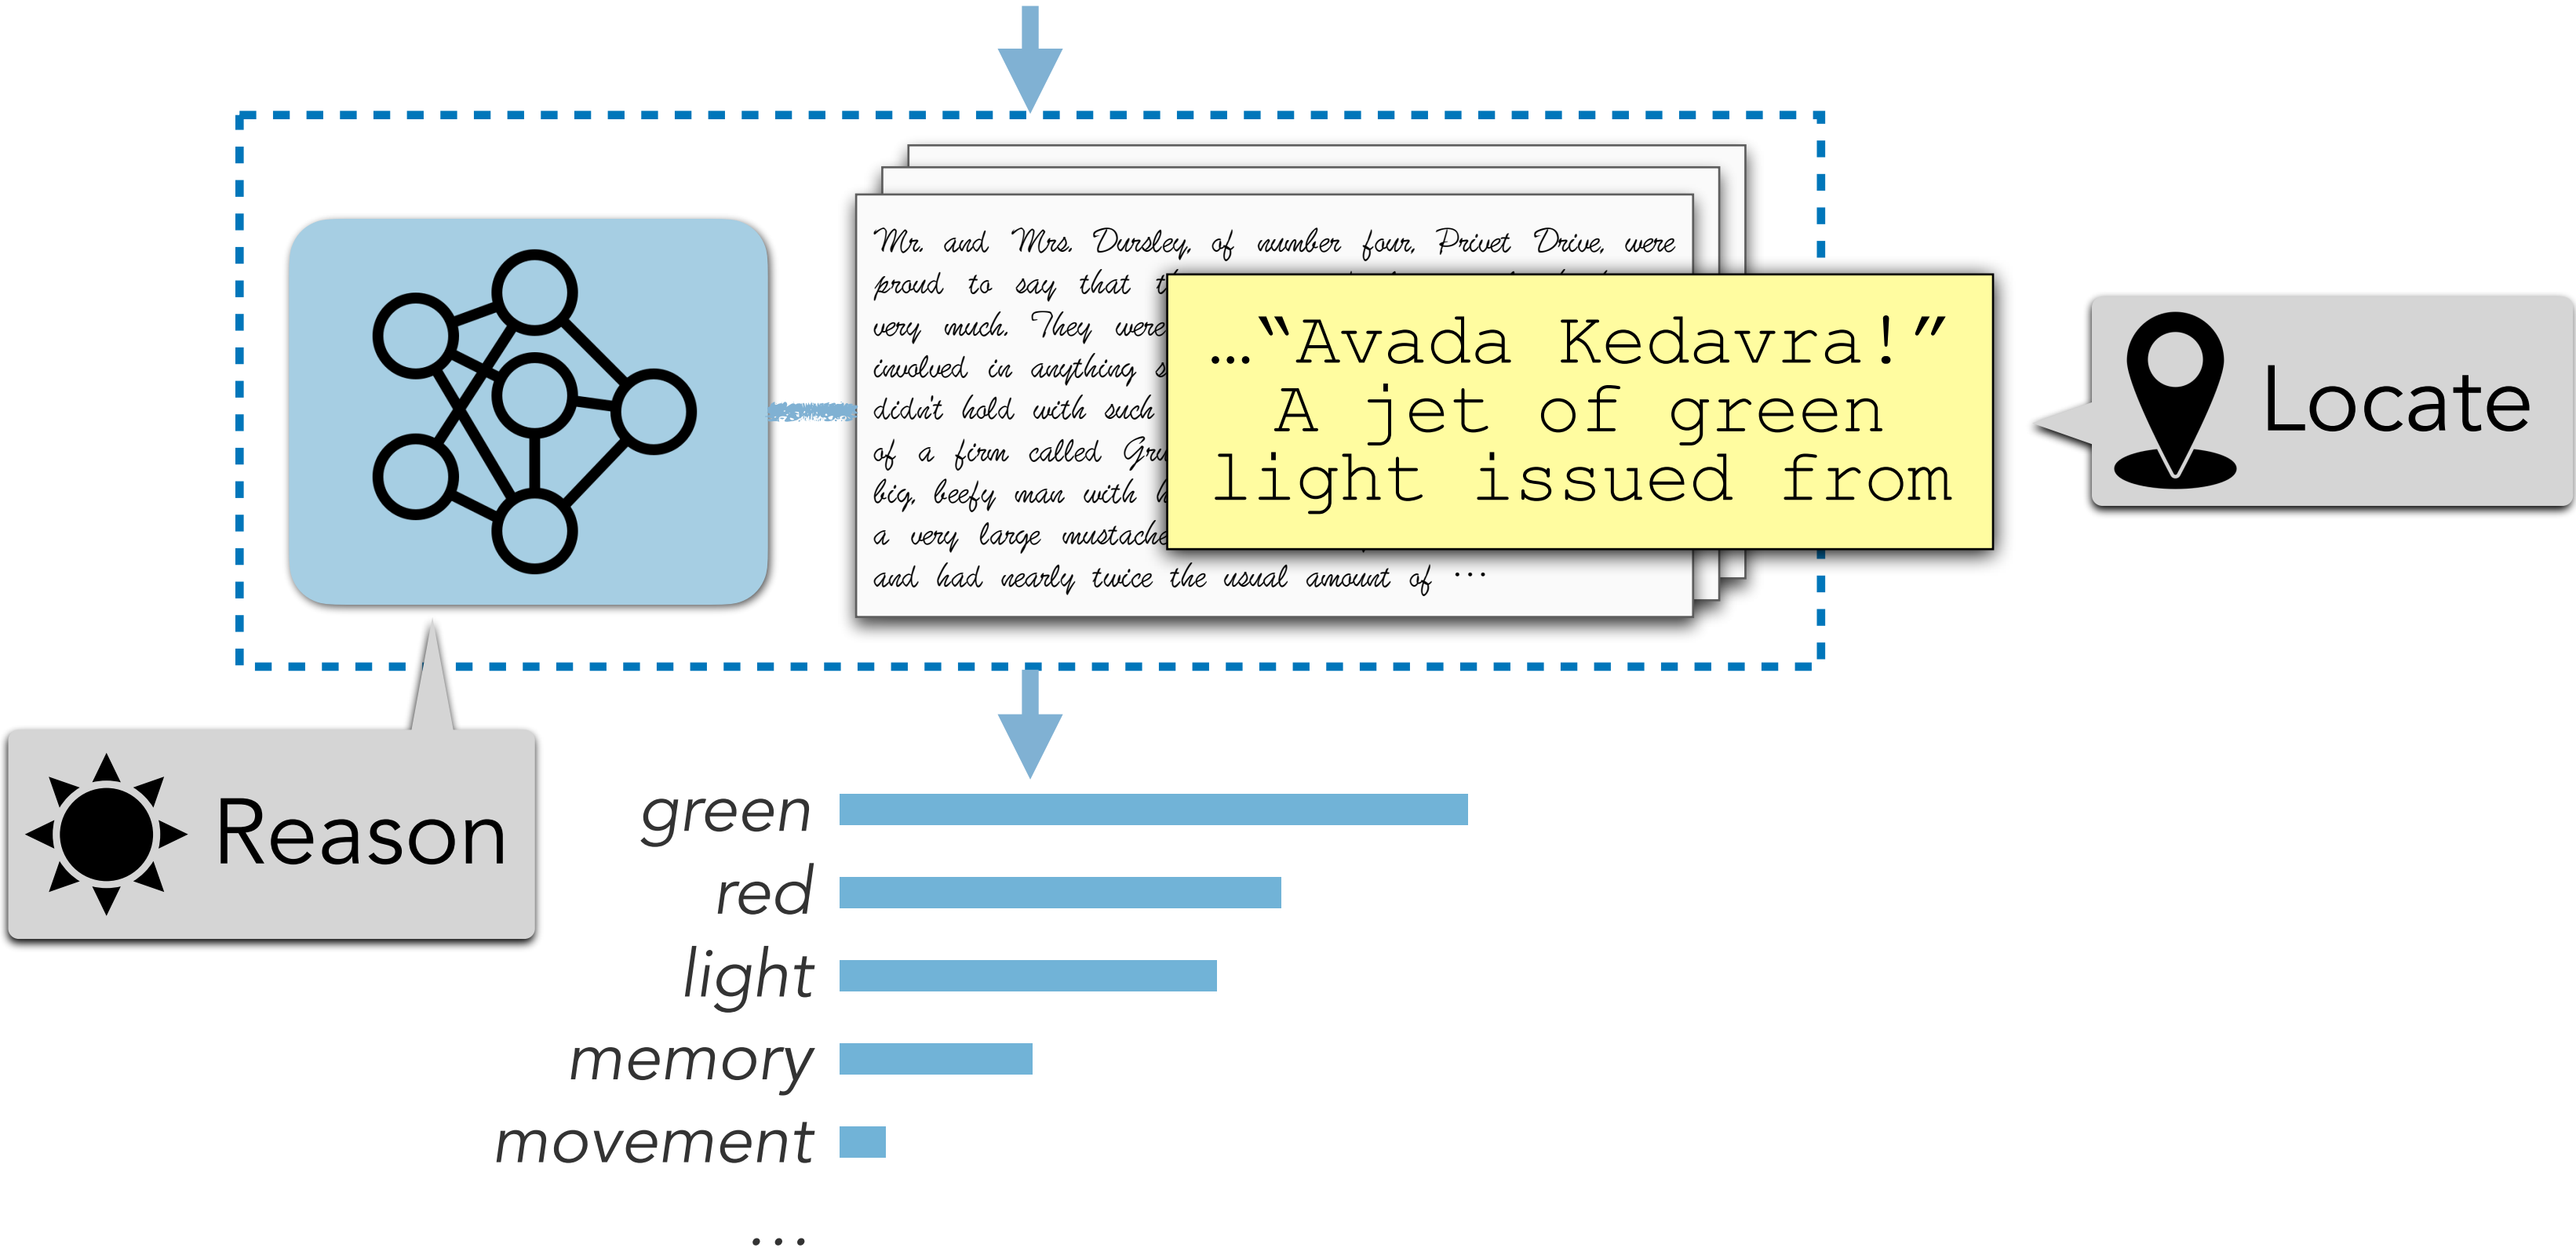 Mr. and Mrs. Dursley, of number four, Privet Drive, were
proud to say that
very much. They were
involved in anything
didn't hold with such
of a firm called
big, beefy man with
a very large mustache
and had nearly twice the usual amount of ...
…“Avada Kedavra!”
A jet of green
light issued from
Locate
Reason
green
red
light
memory
movement
...